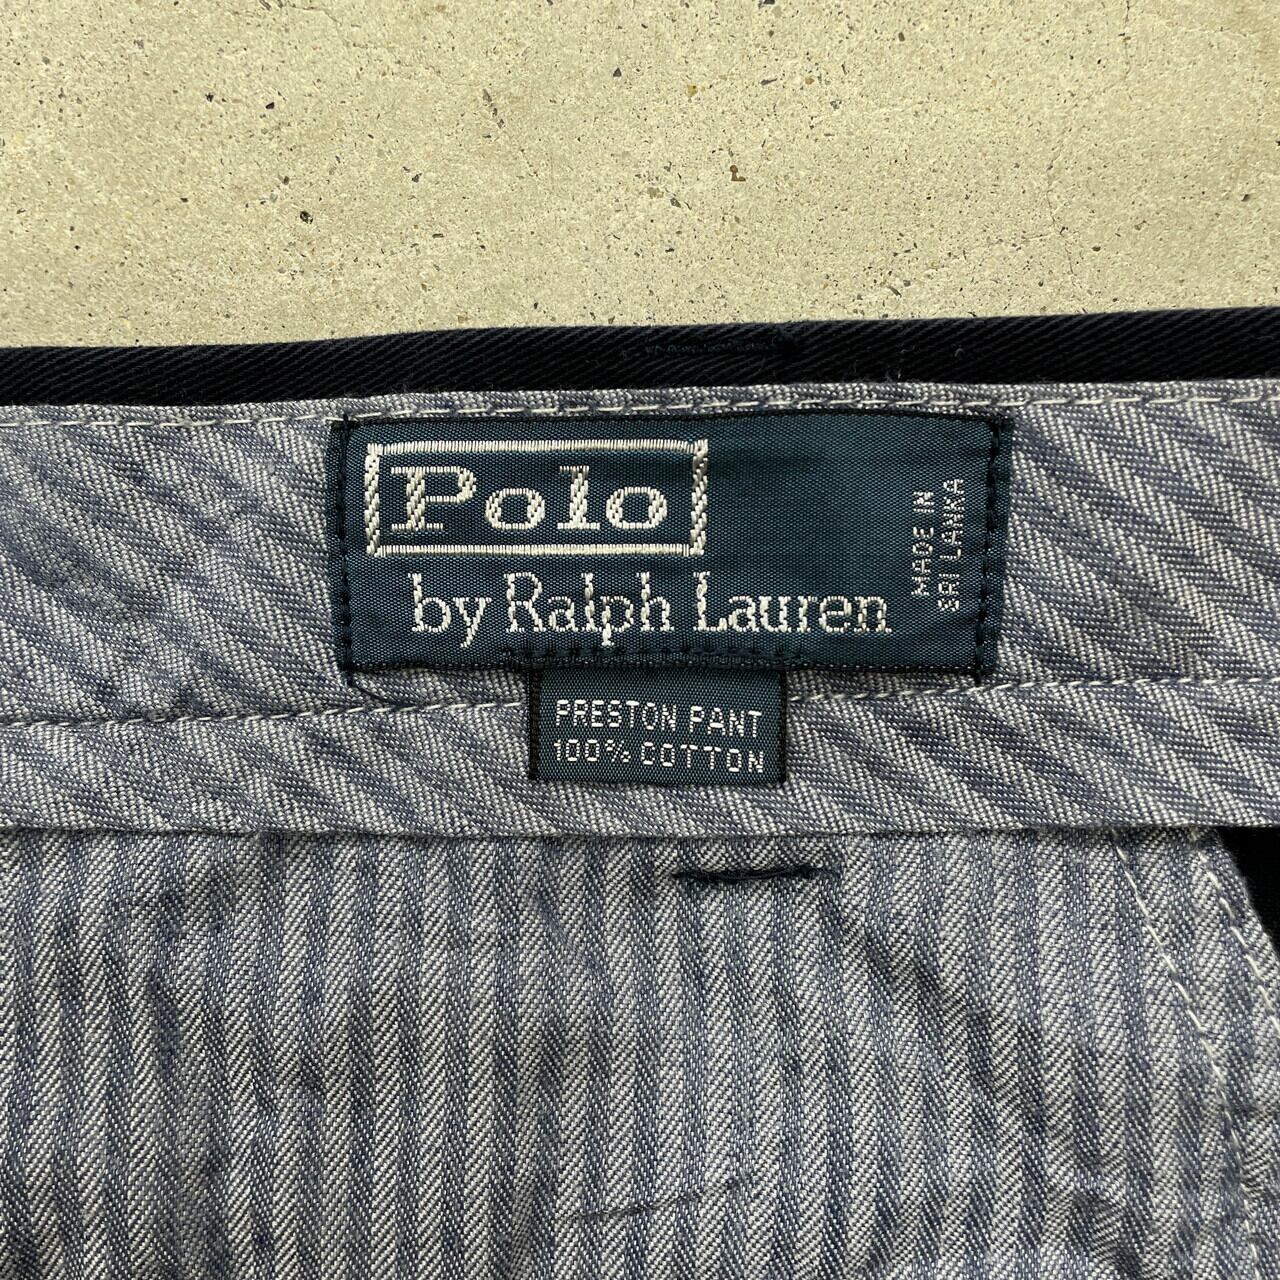 Polo
by Ralph Lauren
MADE IN
SRI LANKA
PRESTON PANT
100% COTTON